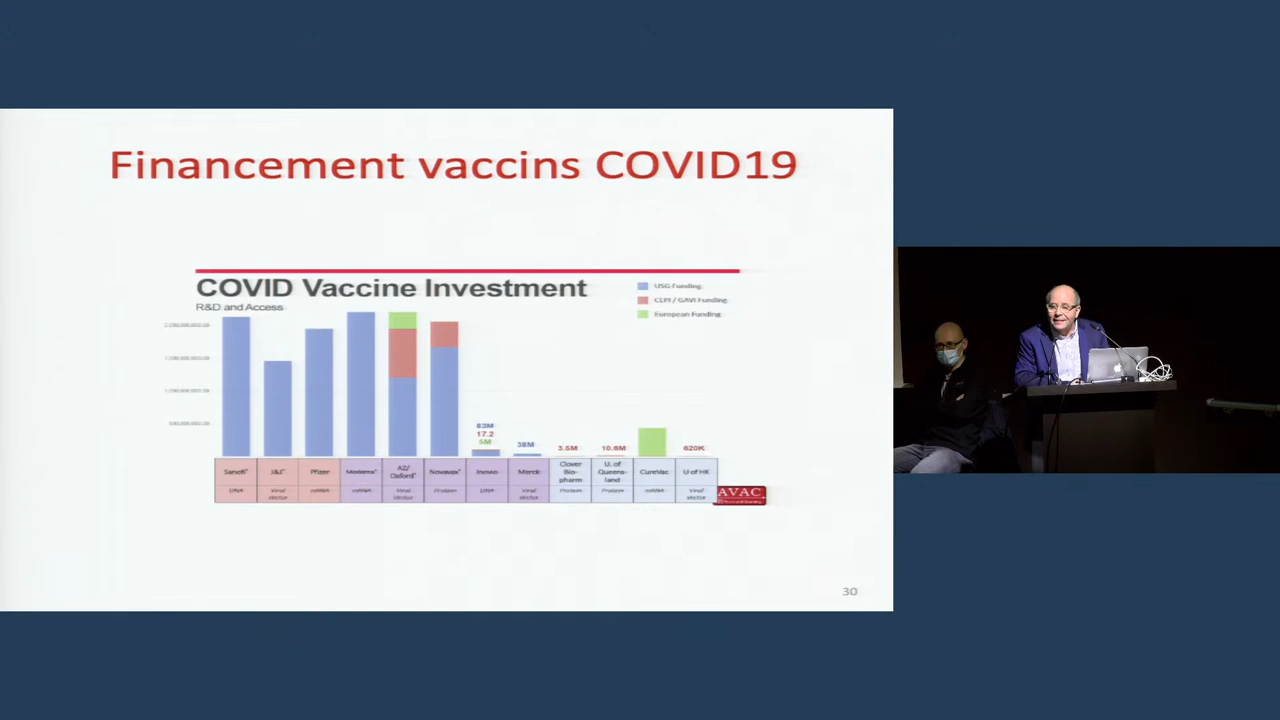 Financement vaccins COVID19
COVID Vaccine Investment
R&D and Access
USG Funding
CEPI / GAVI Funding
European Funding
83M
17.2
5M
38M
3.5M
10.6M
620K
Sanofi*
J&J*
Pfizer
Moderna*
AZ/
Oxford*
Novavax*
Inovio
Merck
Clover
Bio-
pharm
U. of
Queens-
land
CureVac
U of HK
DNA
Viral
Vector
mRNA
mRNA
Viral
Vector
Protein
DNA
Viral
Vector
Protein
Protein
mRNA
Viral
Vector
AVAC
30